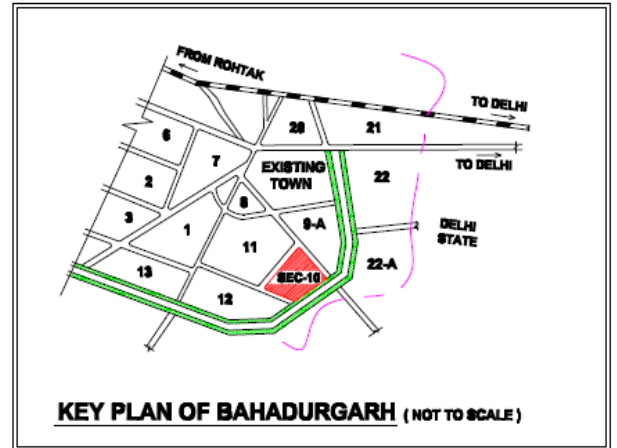 FROM ROHTAK
TO DELHI
6
20
21
TO DELHI
7
EXISTING
TOWN
22
2
8
3
9-A
DELHI
STATE
1
11
22-A
13
SEC-10
12
KEY PLAN OF BAHADURGARH ( NOT TO SCALE )